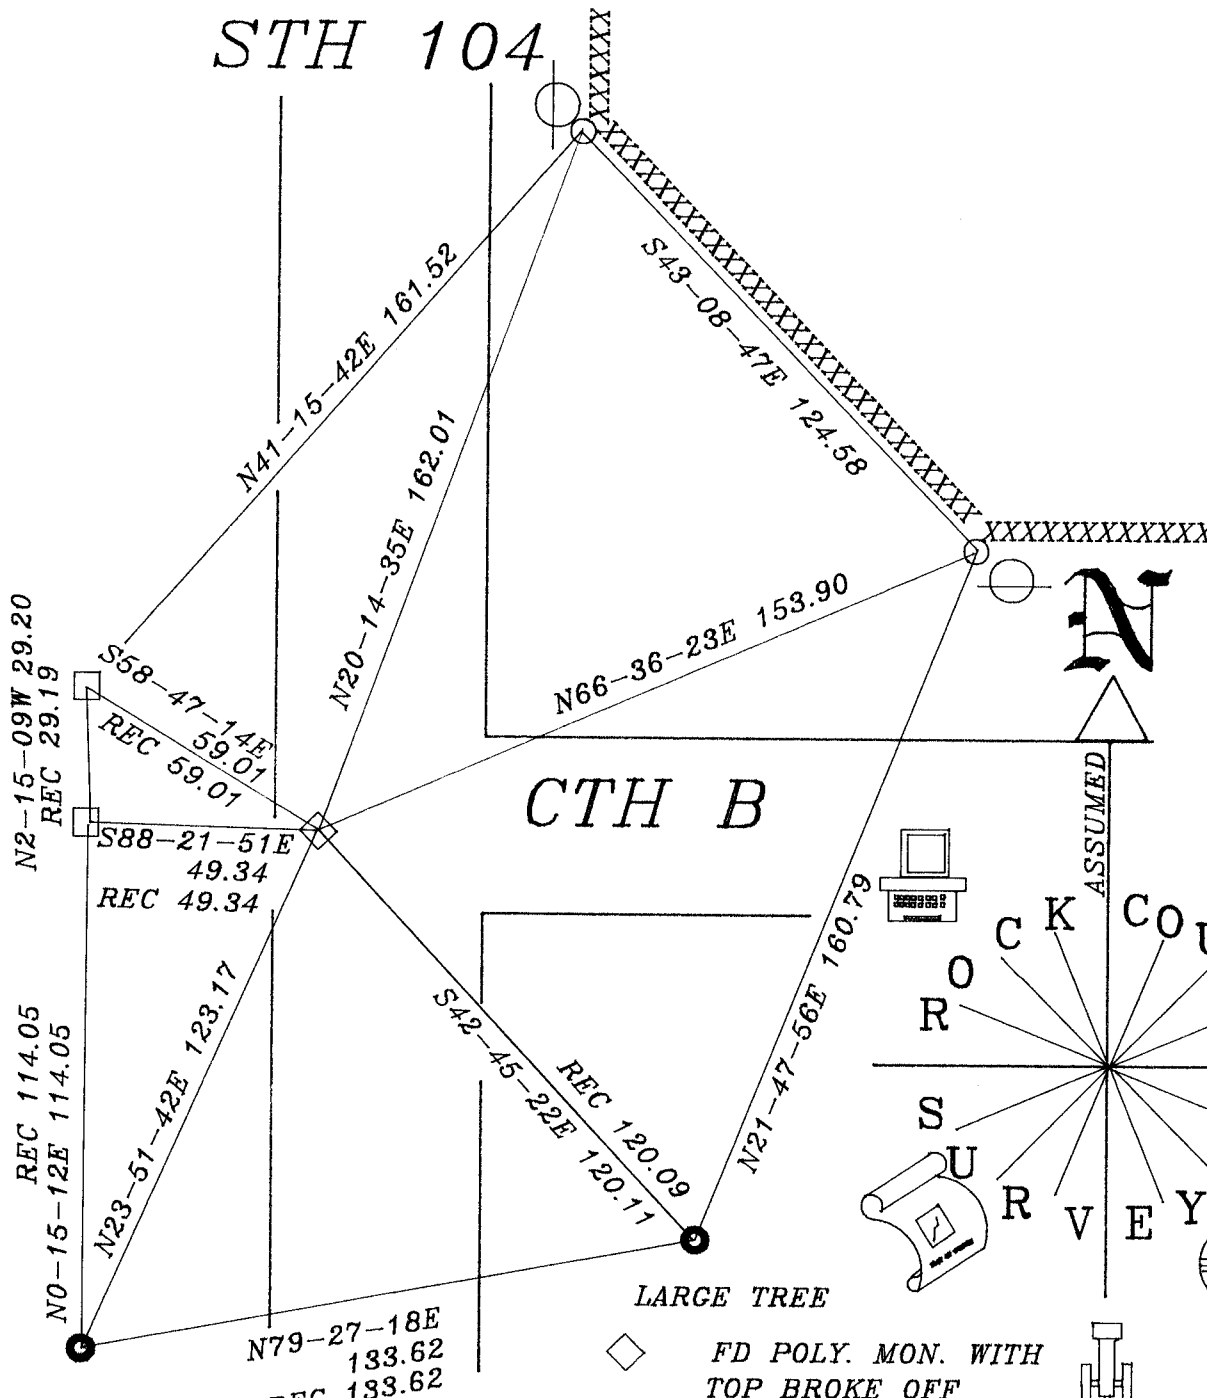 STH 104
N41-15-42E 161.52
S43-08-47E 124.58
N20-14-35E 162.01
N66-36-23E 153.90
N2-15-09W 29.20
REC 29.19
S58-47-14E
59.01
REC 59.01
N
ASSUMED
CTH B
S88-21-51E
49.34
REC 49.34
N21-47-56E 160.79
ROCK COU
SURVEY
REC 114.05
N0-15-12E 114.05
N23-51-42E 123.17
REC 120.09
S42-45-22E 120.11
N79-27-18E
133.62
REC 133.62
LARGE TREE
FD POLY. MON. WITH
TOP BROKE OFF